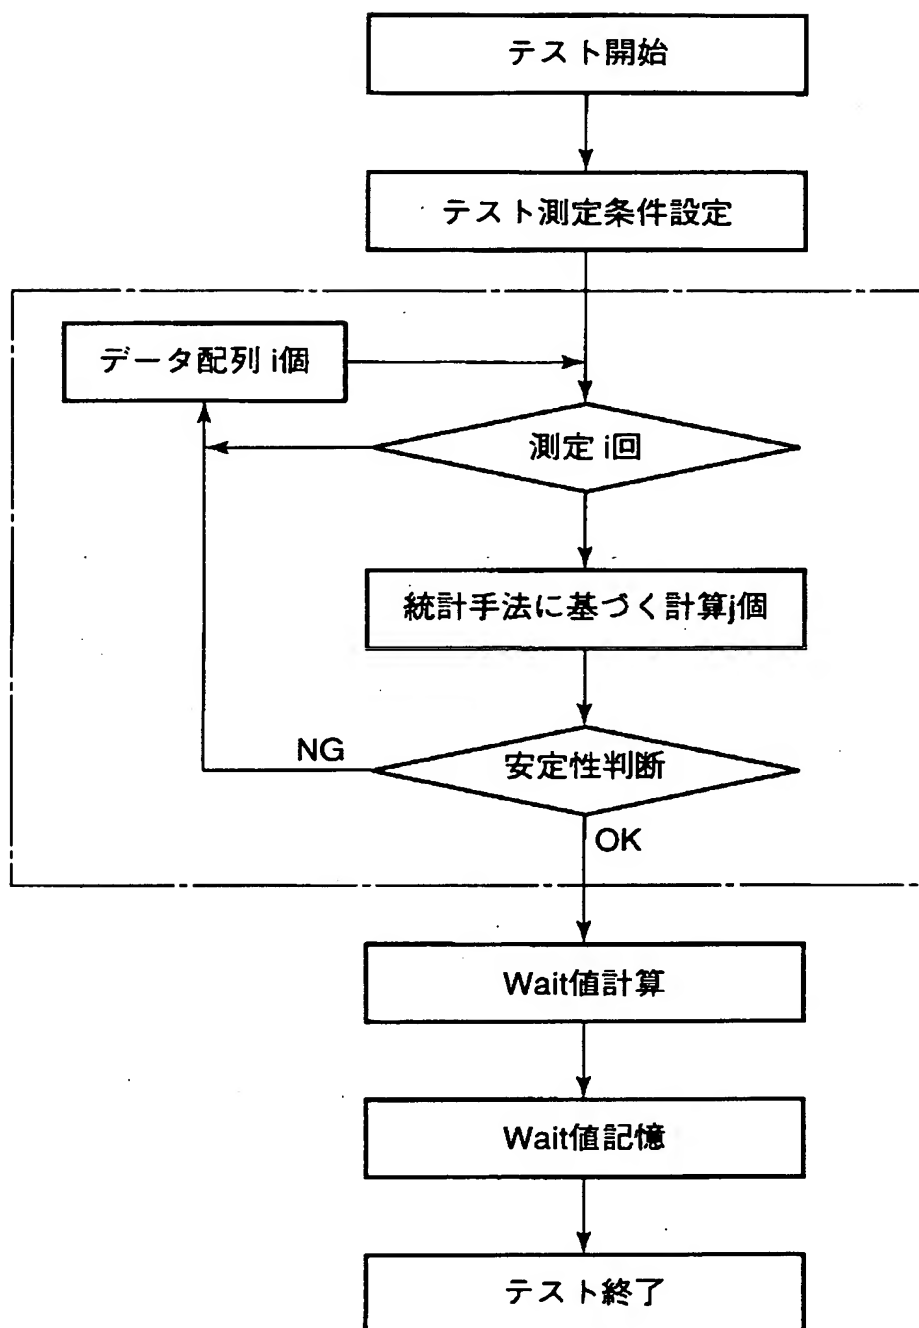 テスト開始
テスト測定条件設定
データ配列 i個
測定 i回
統計手法に基づく計算j個
安定性判断
NG
OK
Wait値計算
Wait値記憶
テスト終了